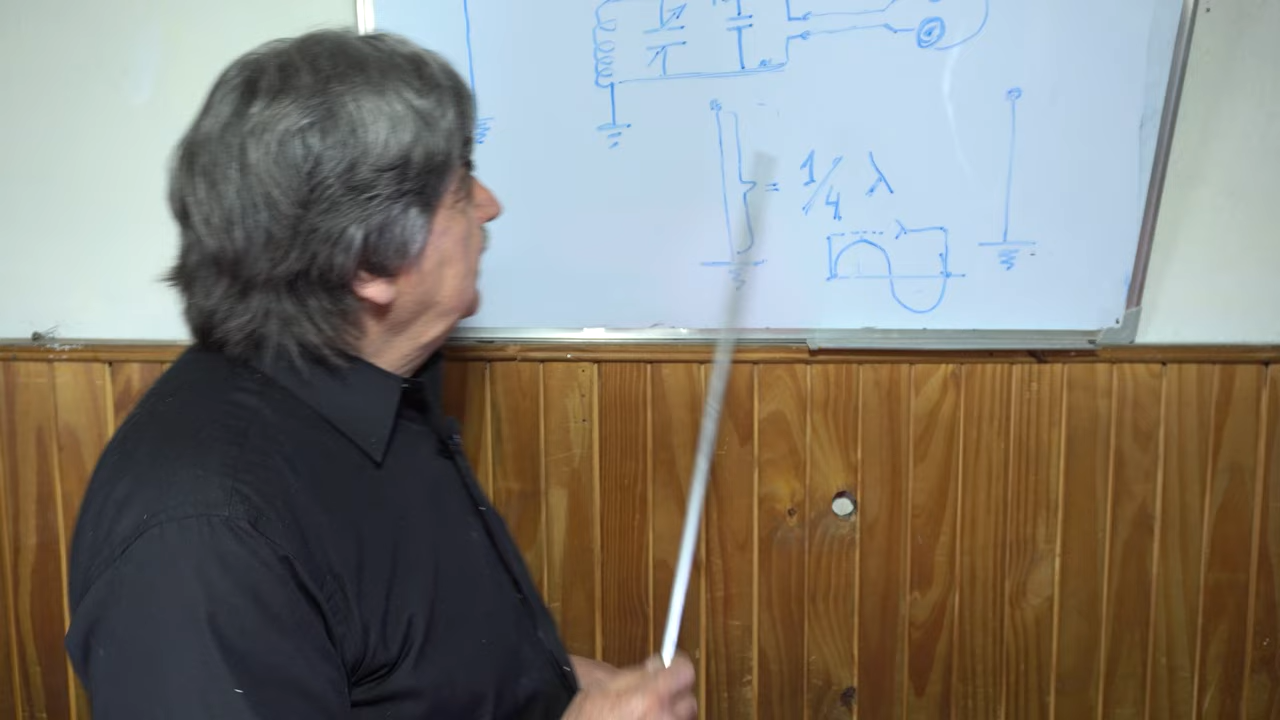 = 1/4 λ
λ